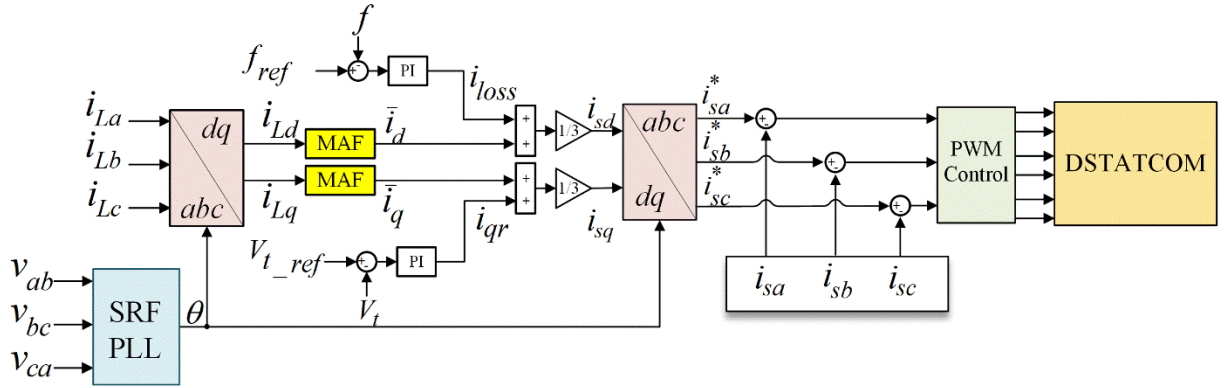 f
f_ref
+
-
PI
i_loss
i_La
i_Lb
i_Lc
dq
abc
i_Ld
MAF
i̅_d
i_Lq
MAF
i̅_q
+
+
1/3
i_sd
+
+
1/3
i_sq
i_qr
V_t_ref
+
-
PI
V_t
abc
dq
i*_sa
i*_sb
i*_sc
+
-
+
-
+
-
i_sa
i_sb
i_sc
PWM
Control
DSTATCOM
v_ab
v_bc
v_ca
SRF
PLL
θ